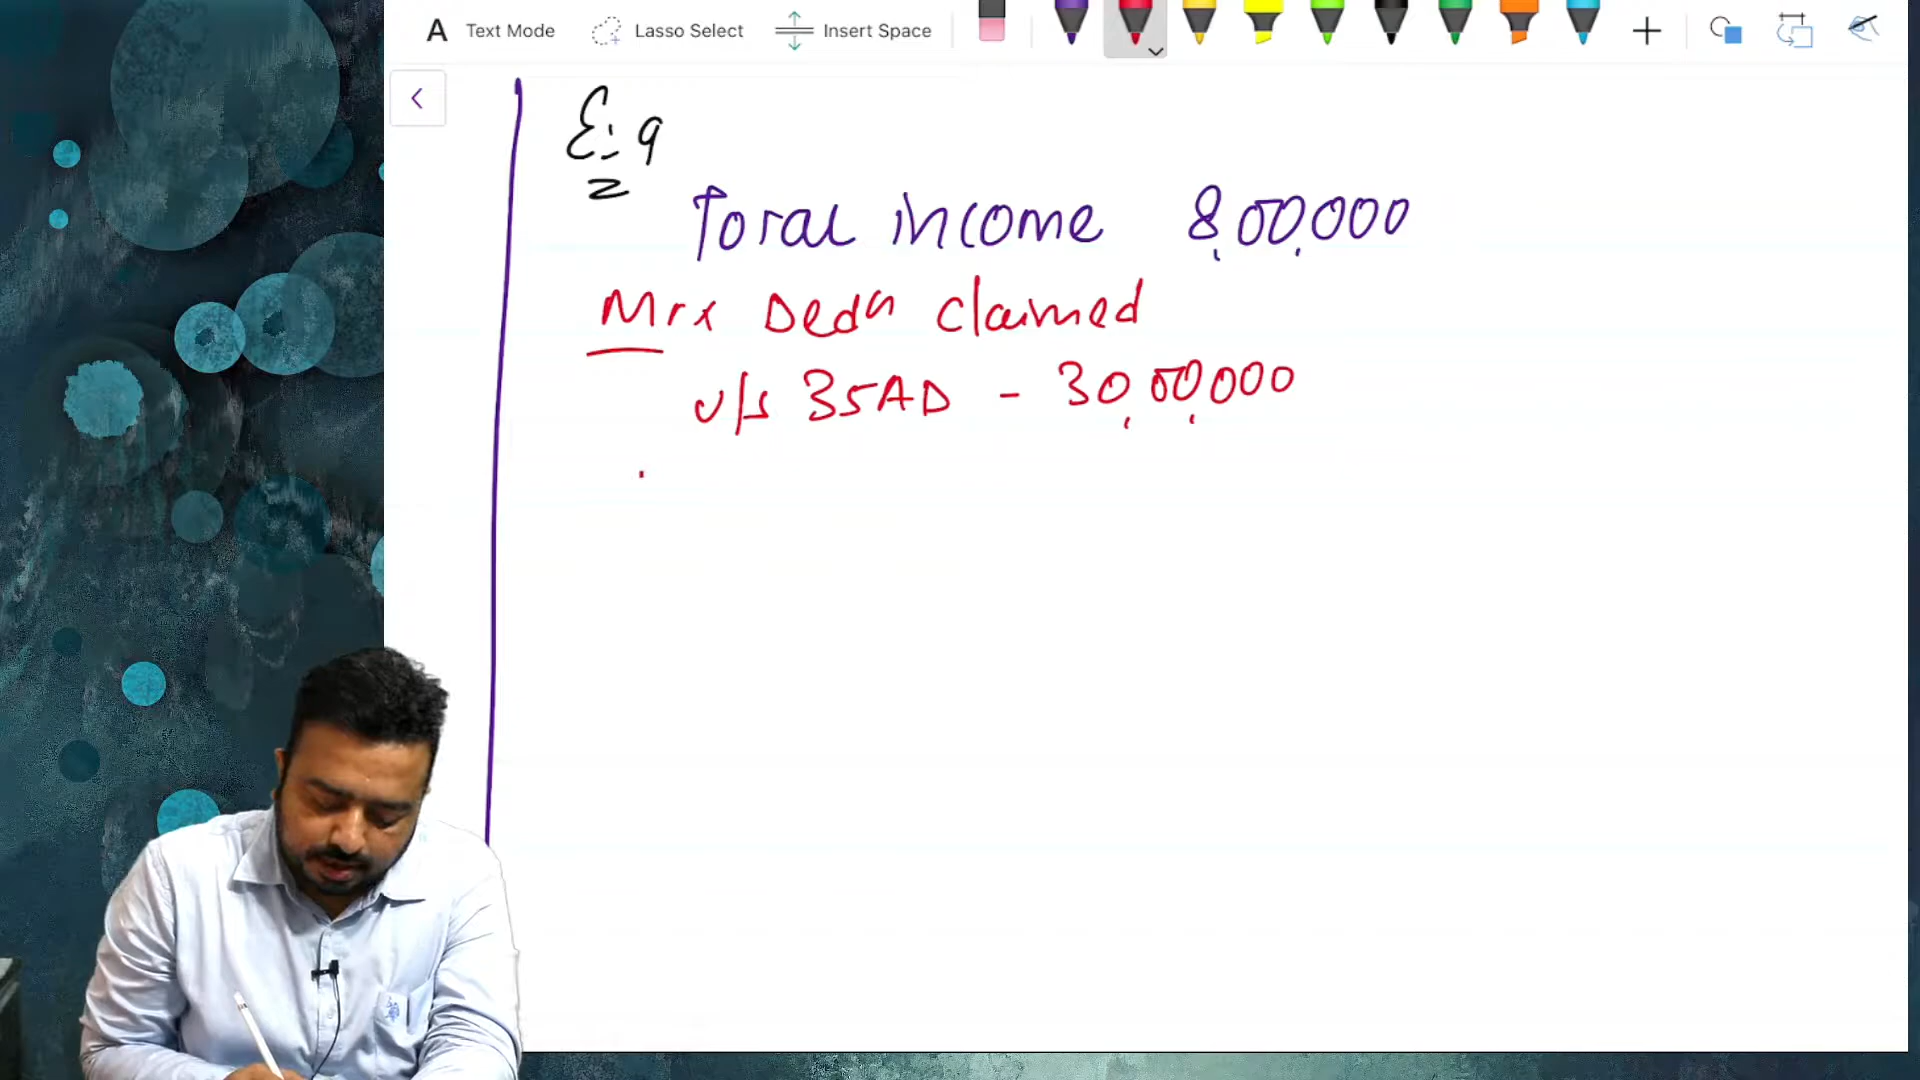 A Text Mode Lasso Select Insert Space
E:9
Total income 8,00,000
Mrx Dedn claimed
u/s 35AD - 30,00,000